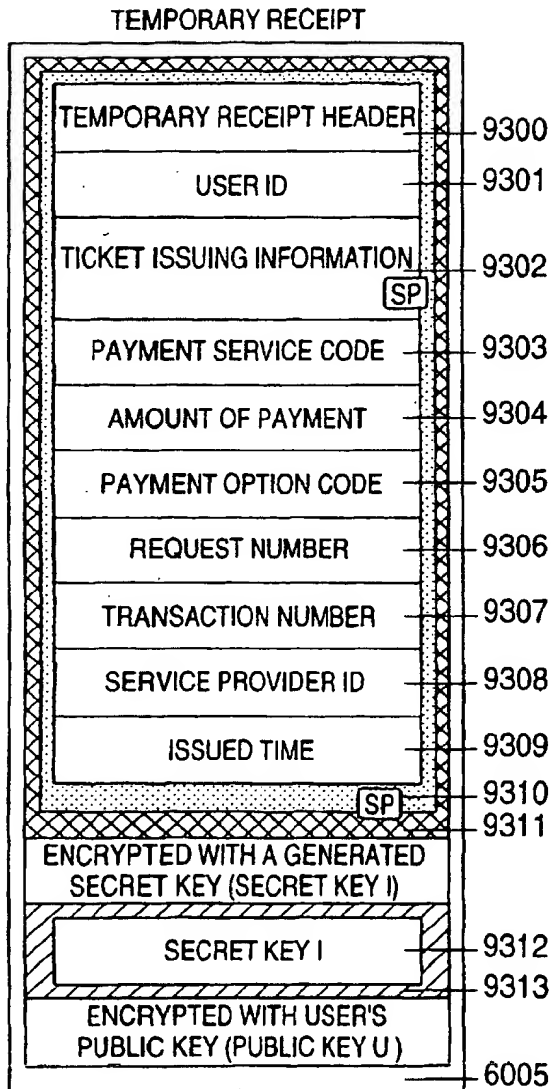 TEMPORARY RECEIPT
TEMPORARY RECEIPT HEADER 9300
USER ID 9301
TICKET ISSUING INFORMATION 9302
SP
PAYMENT SERVICE CODE 9303
AMOUNT OF PAYMENT 9304
PAYMENT OPTION CODE 9305
REQUEST NUMBER 9306
TRANSACTION NUMBER 9307
SERVICE PROVIDER ID 9308
ISSUED TIME 9309
SP 9310
9311
ENCRYPTED WITH A GENERATED
SECRET KEY (SECRET KEY I)
SECRET KEY I 9312
9313
ENCRYPTED WITH USER'S
PUBLIC KEY (PUBLIC KEY U )
6005